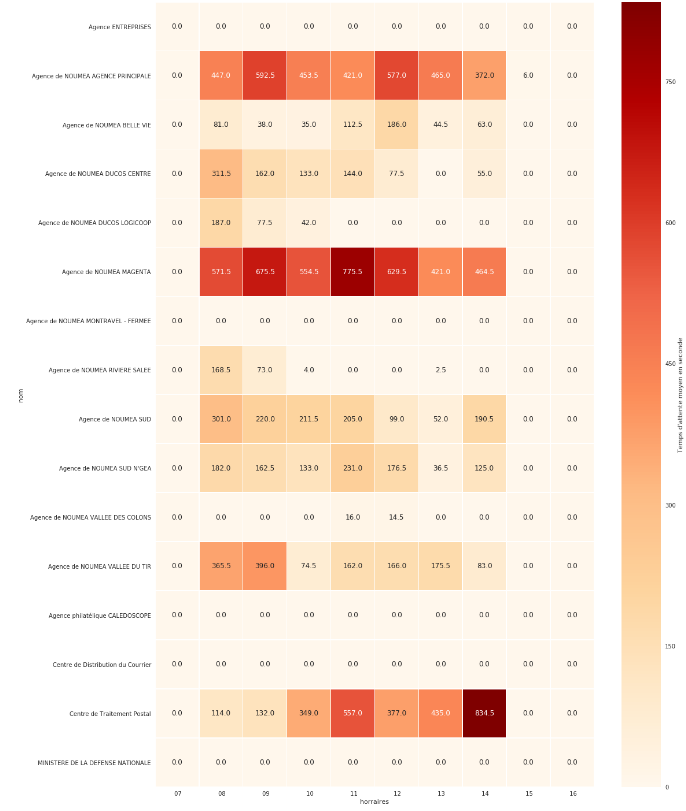 Agence ENTREPRISES 0.0 0.0 0.0 0.0 0.0 0.0 0.0 0.0 0.0 0.0
Agence de NOUMEA AGENCE PRINCIPALE 0.0 447.0 592.5 453.5 421.0 577.0 465.0 372.0 6.0 0.0
750
Agence de NOUMEA BELLE VIE 0.0 81.0 38.0 35.0 112.5 186.0 44.5 63.0 0.0 0.0
Agence de NOUMEA DUCOS CENTRE 0.0 311.5 162.0 133.0 144.0 77.5 0.0 55.0 0.0 0.0
Agence de NOUMEA DUCOS LOGICOOP 0.0 187.0 77.5 42.0 0.0 0.0 0.0 0.0 0.0 0.0
600
Agence de NOUMEA MAGENTA 0.0 571.5 675.5 554.5 775.5 629.5 421.0 464.5 0.0 0.0
Agence de NOUMEA MONTRAVEL - FERMEE 0.0 0.0 0.0 0.0 0.0 0.0 0.0 0.0 0.0 0.0
450
Agence de NOUMEA RIVIERE SALEE 0.0 168.5 73.0 4.0 0.0 0.0 2.5 0.0 0.0 0.0
nom
Temps d'attente moyen en seconde
Agence de NOUMEA SUD 0.0 301.0 220.0 211.5 205.0 99.0 52.0 190.5 0.0 0.0
Agence de NOUMEA SUD N'GEA 0.0 182.0 162.5 133.0 231.0 176.5 36.5 125.0 0.0 0.0
300
Agence de NOUMEA VALLEE DES COLONS 0.0 0.0 0.0 0.0 16.0 14.5 0.0 0.0 0.0 0.0
Agence de NOUMEA VALLEE DU TIR 0.0 365.5 396.0 74.5 162.0 166.0 175.5 83.0 0.0 0.0
Agence philatélique CALEDOSCOPE 0.0 0.0 0.0 0.0 0.0 0.0 0.0 0.0 0.0 0.0
150
Centre de Distribution du Courrier 0.0 0.0 0.0 0.0 0.0 0.0 0.0 0.0 0.0 0.0
Centre de Traitement Postal 0.0 114.0 132.0 349.0 557.0 377.0 435.0 834.5 0.0 0.0
MINISTERE DE LA DEFENSE NATIONALE 0.0 0.0 0.0 0.0 0.0 0.0 0.0 0.0 0.0 0.0
0
07 08 09 10 11 12 13 14 15 16
horraires